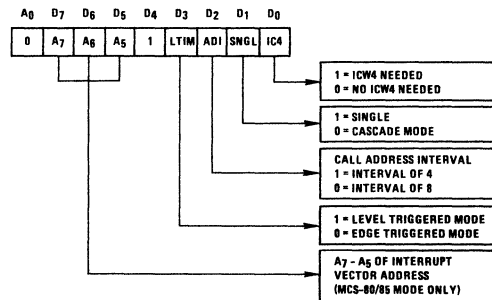 A0 D7 D6 D5 D4 D3 D2 D1 D0
0 A7 A6 A5 1 LTIM ADI SNGL IC4
1 = ICW4 NEEDED
0 = NO ICW4 NEEDED
1 = SINGLE
0 = CASCADE MODE
CALL ADDRESS INTERVAL
1 = INTERVAL OF 4
0 = INTERVAL OF 8
1 = LEVEL TRIGGERED MODE
0 = EDGE TRIGGERED MODE
A7 - A5 OF INTERRUPT
VECTOR ADDRESS
(MCS-80/85 MODE ONLY)